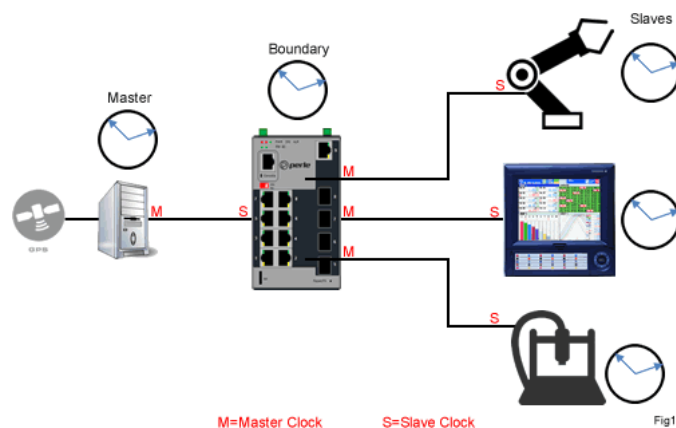 Slaves
Boundary
Master
S
perle
M
M
S
M
S
GPS
M
S
M=Master Clock
S=Slave Clock
Fig1